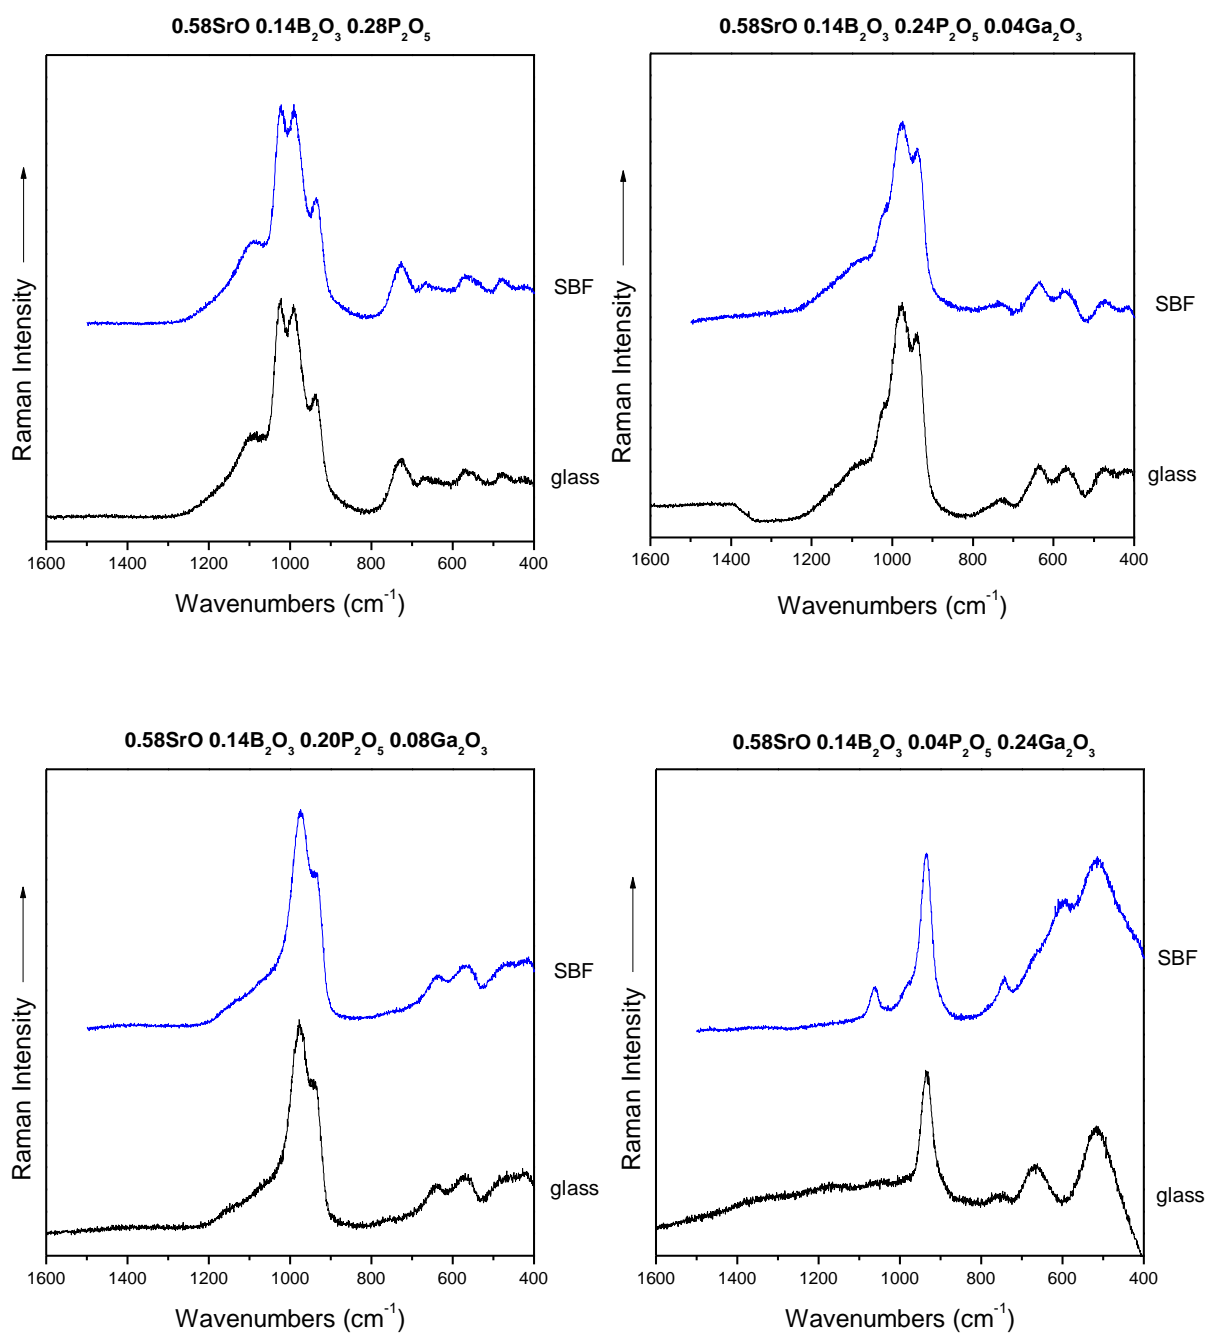 0.58SrO 0.14B₂O₃ 0.28P₂O₅
Raman Intensity
SBF
glass
1600 1400 1200 1000 800 600 400
Wavenumbers (cm⁻¹)
0.58SrO 0.14B₂O₃ 0.24P₂O₅ 0.04Ga₂O₃
Raman Intensity
SBF
glass
1600 1400 1200 1000 800 600 400
Wavenumbers (cm⁻¹)
0.58SrO 0.14B₂O₃ 0.20P₂O₅ 0.08Ga₂O₃
Raman Intensity
SBF
glass
1600 1400 1200 1000 800 600 400
Wavenumbers (cm⁻¹)
0.58SrO 0.14B₂O₃ 0.04P₂O₅ 0.24Ga₂O₃
Raman Intensity
SBF
glass
1600 1400 1200 1000 800 600 400
Wavenumbers (cm⁻¹)